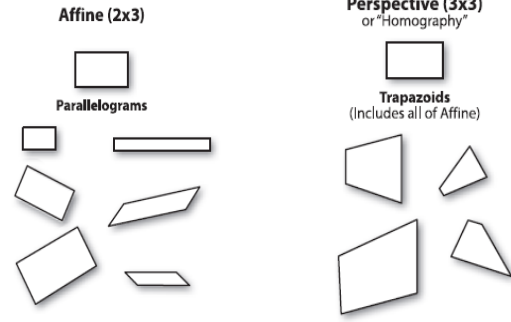 Affine (2x3)
Parallelograms
Perspective (3x3)
or "Homography"
Trapazoids
(Includes all of Affine)